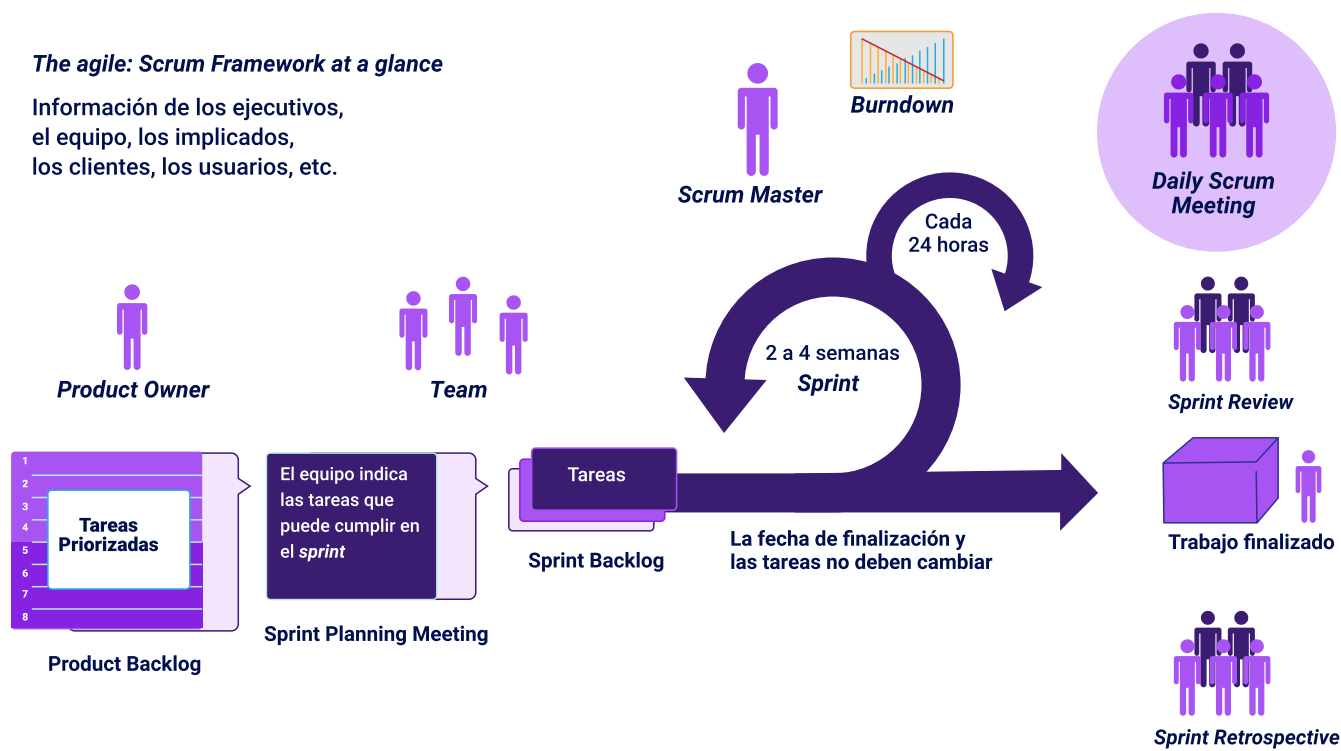 The agile: Scrum Framework at a glance
Información de los ejecutivos,
el equipo, los implicados,
los clientes, los usuarios, etc.
Burndown
Scrum Master
Daily Scrum
Meeting
Cada
24 horas
2 a 4 semanas
Sprint
Product Owner
Team
Sprint Review
1
2
3
4
5
6
7
8
Tareas
Priorizadas
Product Backlog
El equipo indica
las tareas que
puede cumplir en
el sprint
Sprint Planning Meeting
Tareas
Sprint Backlog
La fecha de finalización y
las tareas no deben cambiar
Trabajo finalizado
Sprint Retrospective